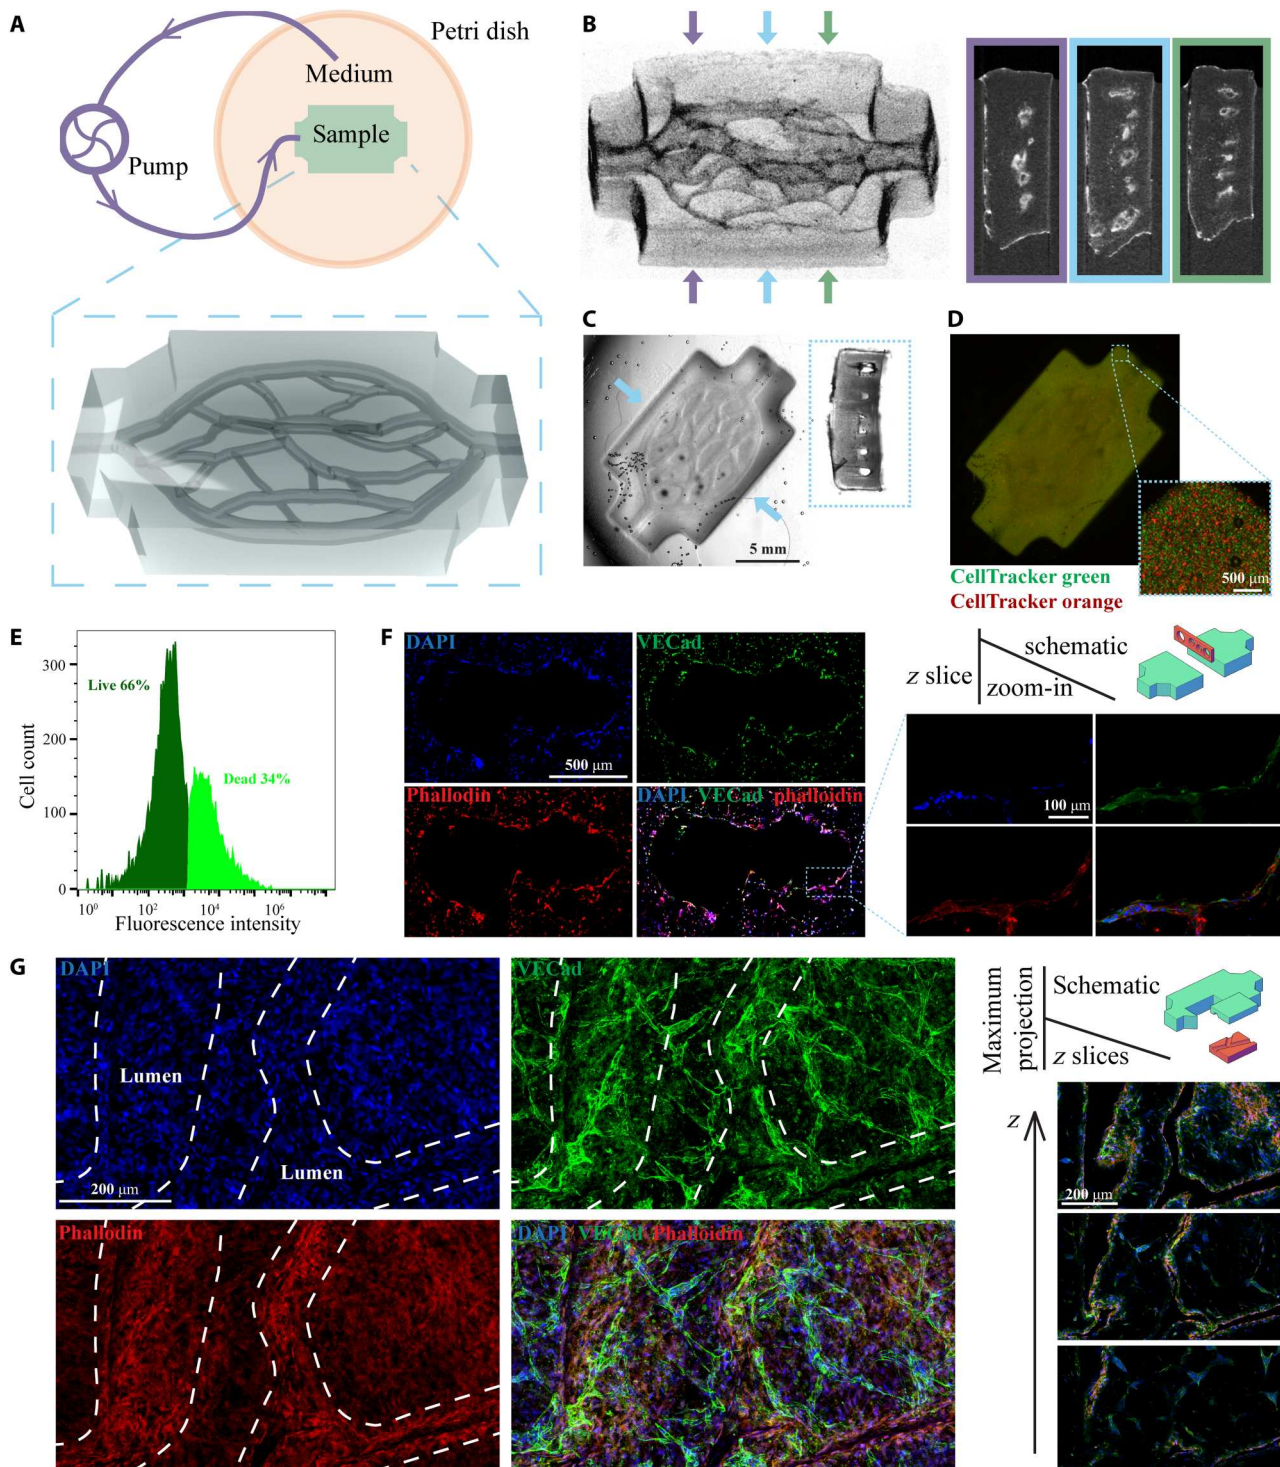 A
Petri dish
Medium
Sample
Pump
B
C
5 mm
D
500 μm
CellTracker green
CellTracker orange
E
Cell count
300
200
100
0
Live 66%
Dead 34%
10⁰ 10² 10⁴ 10⁶
Fluorescence intensity
F
DAPI
VECad
500 μm
Phallodin
DAPI VECad phalloidin
z slice
schematic
zoom-in
100 μm
G
DAPI
Lumen
Lumen
200 μm
VECad
Phallodin
DAPI VECad Phalloidin
Maximum
projection
Schematic
z slices
z
200 μm